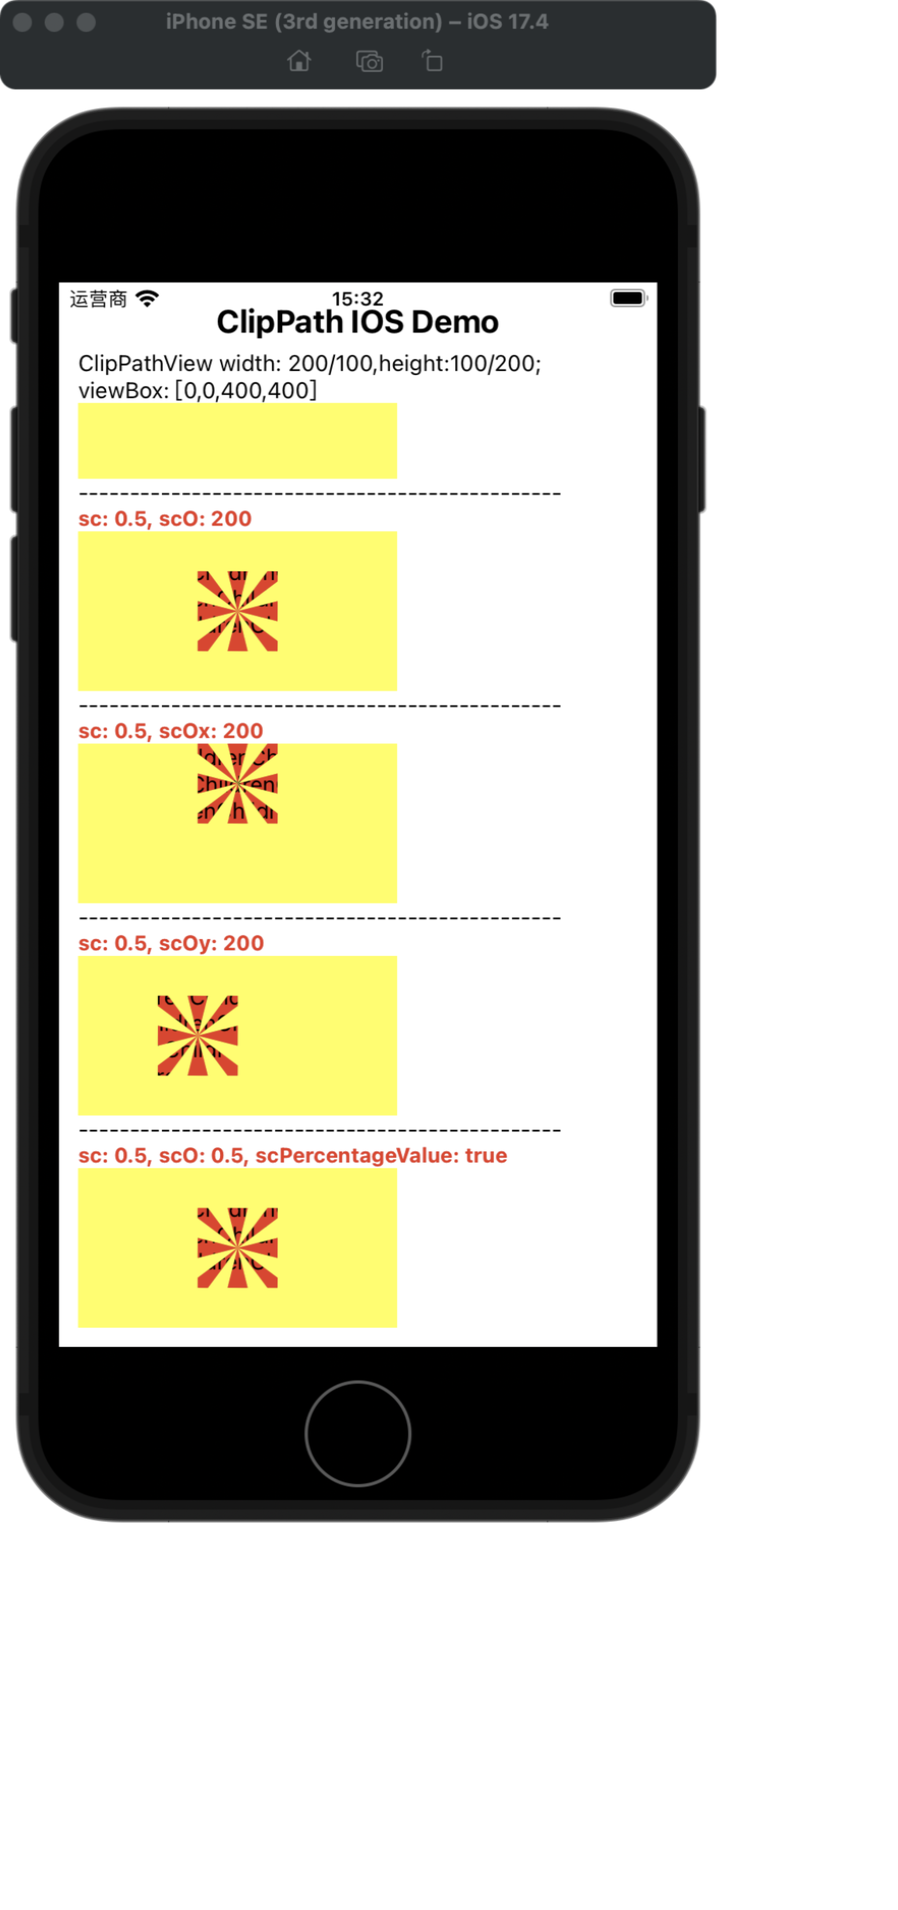 iPhone SE (3rd generation) – iOS 17.4
运营商 15:32
ClipPath IOS Demo
ClipPathView width: 200/100,height:100/200;
viewBox: [0,0,400,400]
-----------------------------------------------
sc: 0.5, scO: 200
-----------------------------------------------
sc: 0.5, scOx: 200
-----------------------------------------------
sc: 0.5, scOy: 200
-----------------------------------------------
sc: 0.5, scO: 0.5, scPercentageValue: true